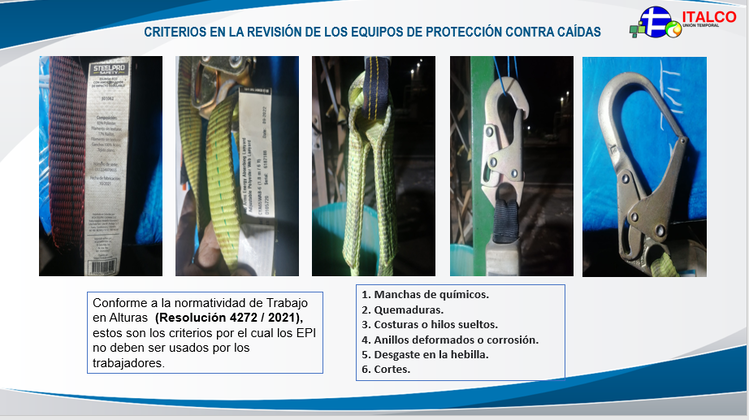 CRITERIOS EN LA REVISIÓN DE LOS EQUIPOS DE PROTECCIÓN CONTRA CAÍDAS
ITALCO
UNIÓN TEMPORAL
STEELPRO
SAFETY
Conforme a la normatividad de Trabajo
en Alturas (Resolución 4272 / 2021),
estos son los criterios por el cual los EPI
no deben ser usados por los
trabajadores.
1. Manchas de químicos.
2. Quemaduras.
3. Costuras o hilos sueltos.
4. Anillos deformados o corrosión.
5. Desgaste en la hebilla.
6. Cortes.